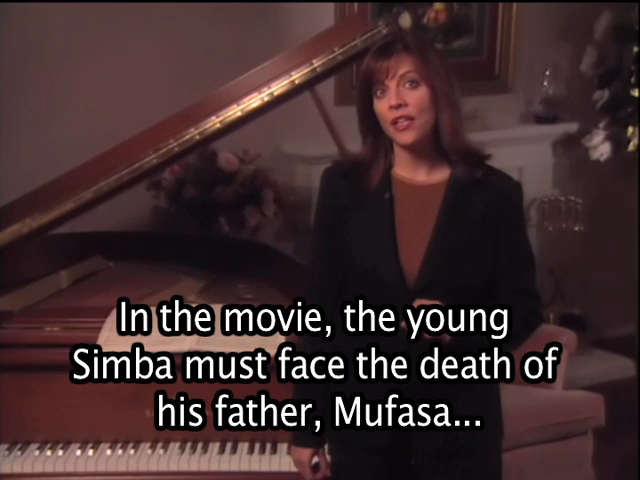 In the movie, the young
Simba must face the death of
his father, Mufasa...